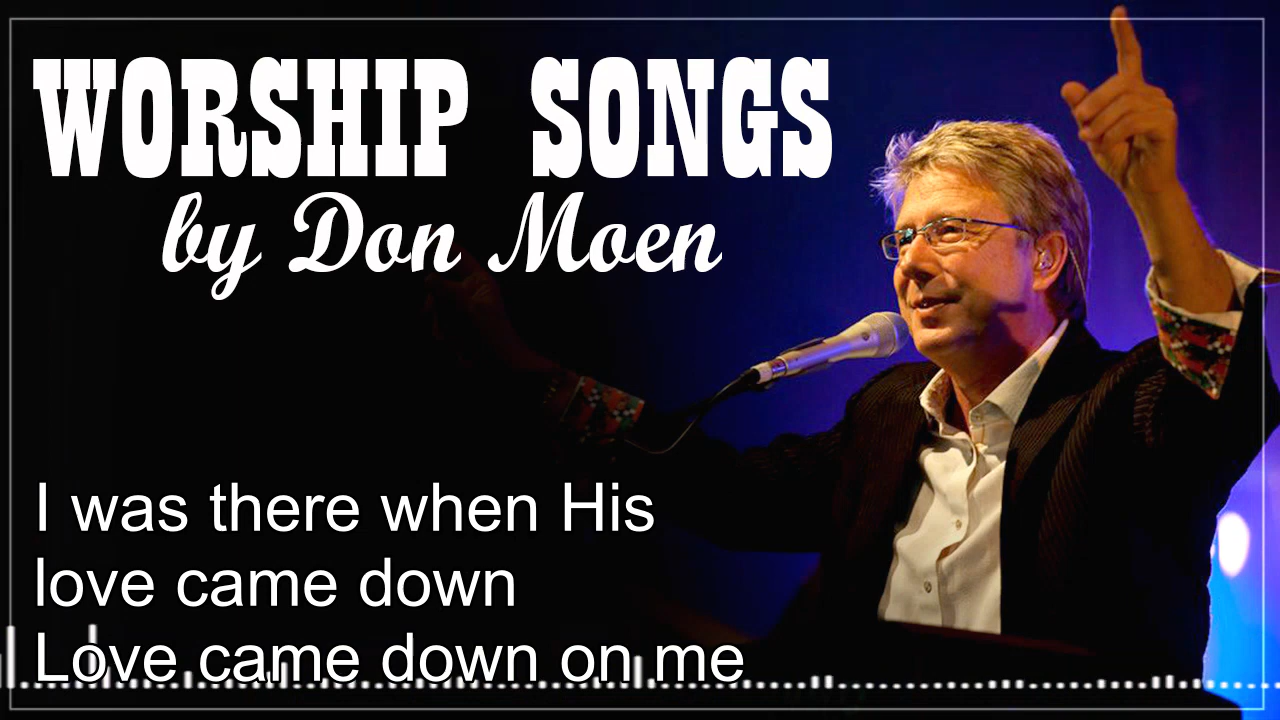 WORSHIP SONGS
by Don Moen
I was there when His
love came down
Love came down on me